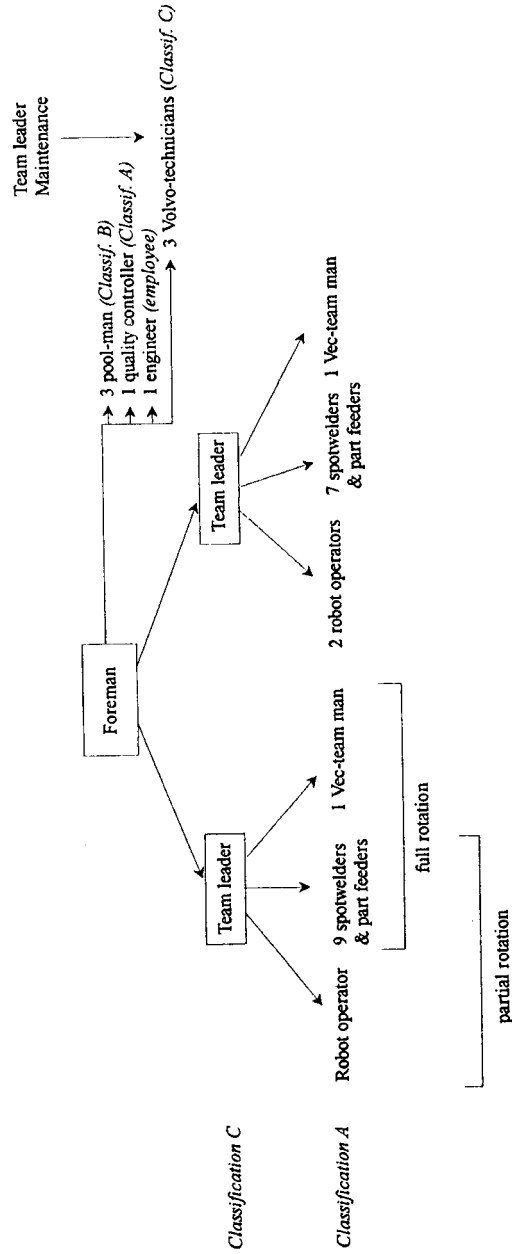 Team leader
Maintenance
3 pool-man (Classif. B)
1 quality controller (Classif. A)
1 engineer (employee)
3 Volvo-technicians (Classif. C)
Foreman
Classification C
Team leader
Team leader
Classification A
Robot operator
9 spotwelders
& part feeders
1 Vec-team man
2 robot operators
7 spotwelders
& part feeders
1 Vec-team man
full rotation
partial rotation